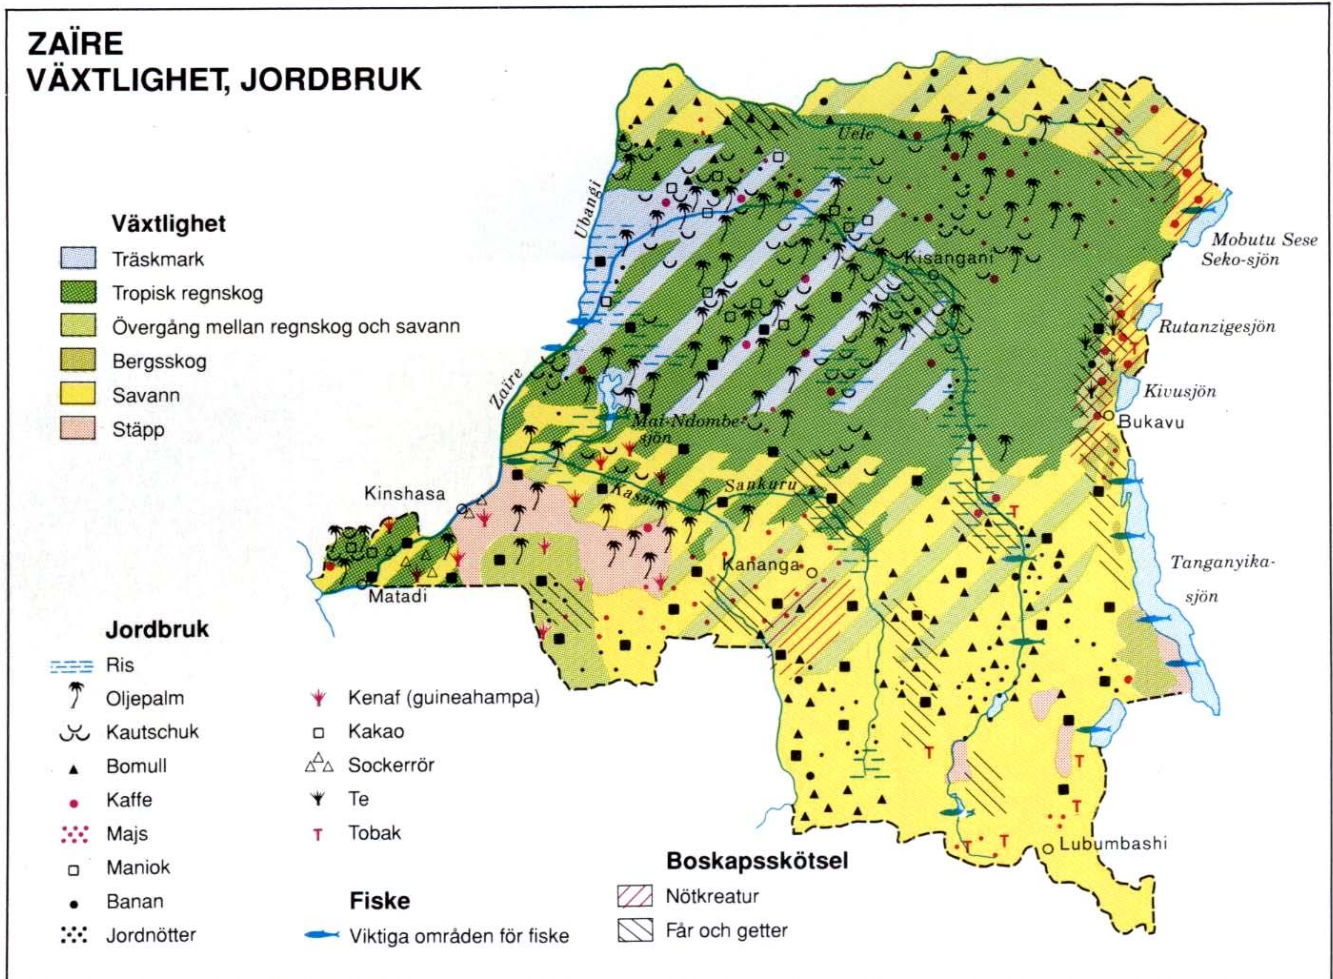 ZAÏRE
VÄXTLIGHET, JORDBRUK
Växtlighet
Träskmark
Tropisk regnskog
Övergång mellan regnskog och savann
Bergsskog
Savann
Stäpp
Uele
Ubangi
Mobutu Sese
Seko-sjön
Kisangani
Rutanzigesjön
Zaïre
Kivusjön
Mai-Ndombe-
sjön
Bukavu
Kasai
Sankuru
Kinshasa
Kananga
Tanganyika-
sjön
Matadi
Lubumbashi
Jordbruk
Ris
Oljepalm
Kautschuk
Bomull
Kaffe
Majs
Maniok
Banan
Jordnötter
Kenaf (guineahampa)
Kakao
Sockerrör
Te
T Tobak
Fiske
Viktiga områden för fiske
Boskapsskötsel
Nötkreatur
Får och getter